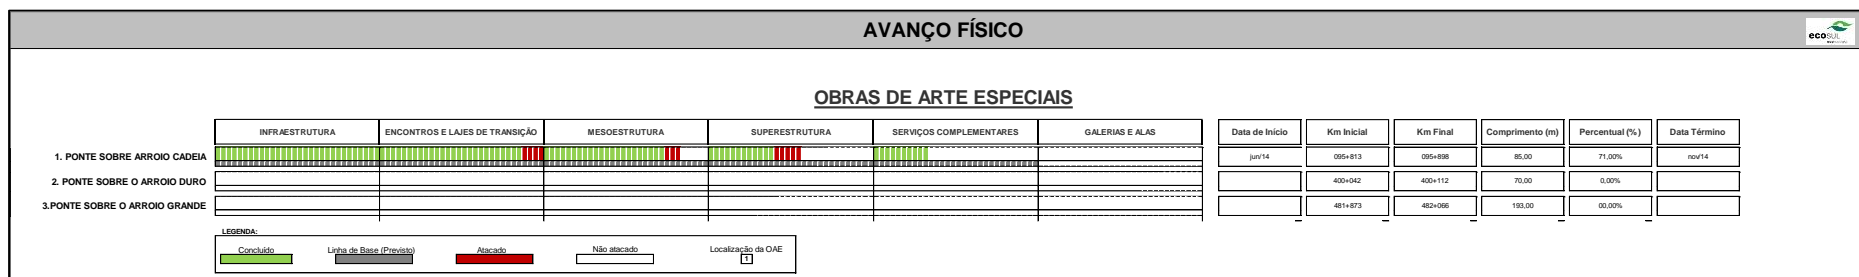 AVANÇO FÍSICO
ecosul
OBRAS DE ARTE ESPECIAIS
INFRAESTRUTURA ENCONTROS E LAJES DE TRANSIÇÃO MESOESTRUTURA SUPERESTRUTURA SERVIÇOS COMPLEMENTARES GALERIAS E ALAS Data de Início Km Inicial Km Final Comprimento (m) Percentual (%) Data Término
1. PONTE SOBRE ARROIO CADEIA jun/14 095+813 095+898 85,00 71,00% nov/14
2. PONTE SOBRE O ARROIO DURO 400+042 400+112 70,00 0,00%
3.PONTE SOBRE O ARROIO GRANDE 481+873 482+066 193,00 00,00%
LEGENDA:
Concluído Linha de Base (Previsto) Atacado Não atacado Localização da OAE
1